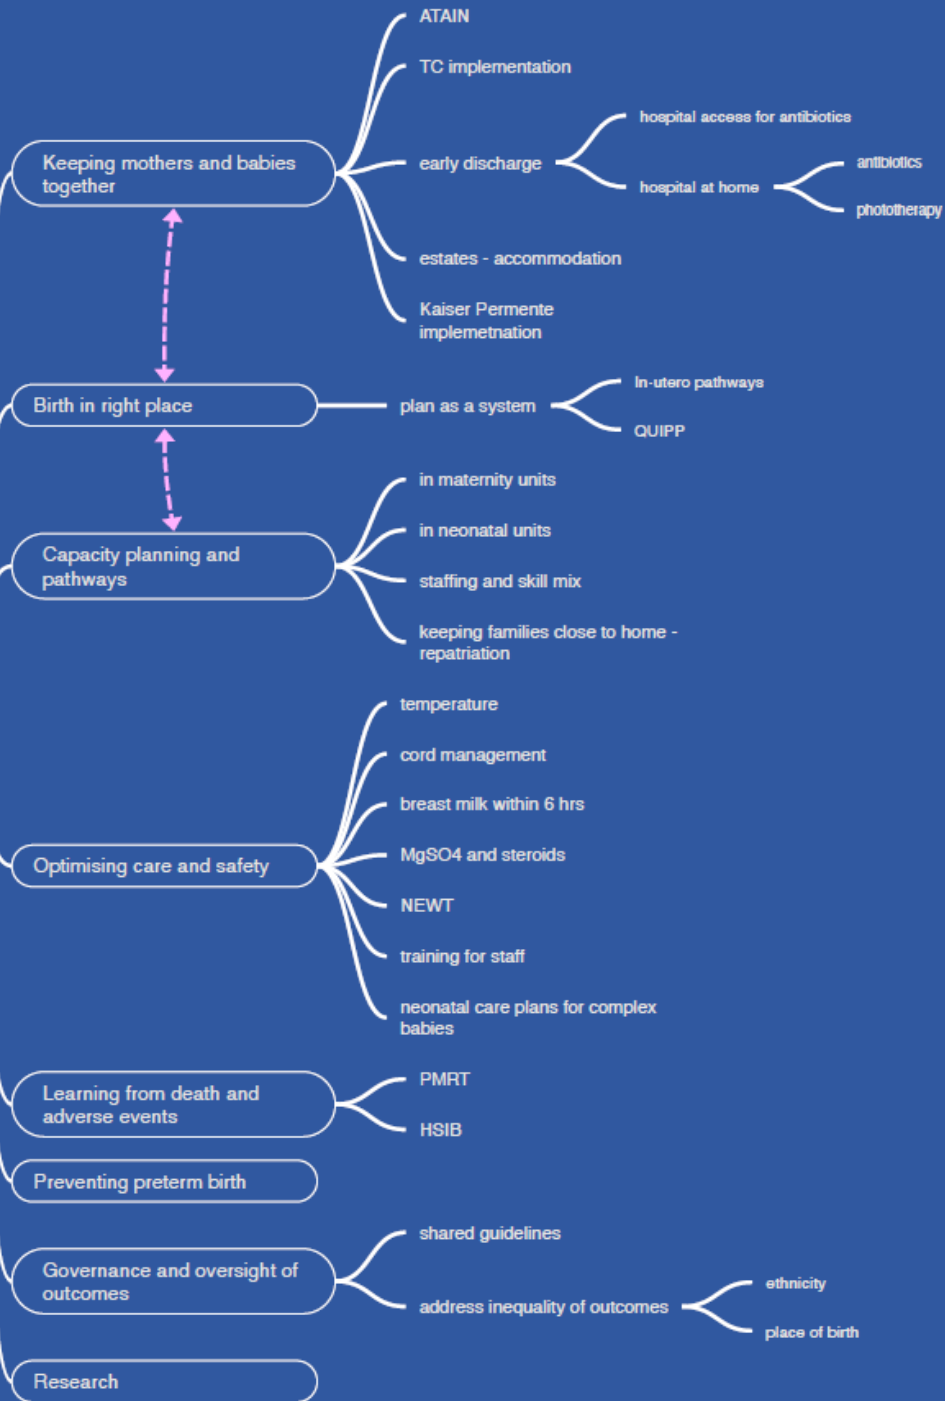 ATAIN
TC implementation
hospital access for antibiotics
Keeping mothers and babies
together
early discharge
antibiotics
hospital at home
phototherapy
estates - accommodation
Kaiser Permente
implemetnation
Birth in right place
plan as a system
In-utero pathways
QUIPP
in maternity units
in neonatal units
Capacity planning and
pathways
staffing and skill mix
keeping families close to home -
repatriation
temperature
cord management
breast milk within 6 hrs
Optimising care and safety
MgSO4 and steroids
NEWT
training for staff
neonatal care plans for complex
babies
Learning from death and
adverse events
PMRT
HSIB
Preventing preterm birth
Governance and oversight of
outcomes
shared guidelines
address inequality of outcomes
ethnicity
place of birth
Research